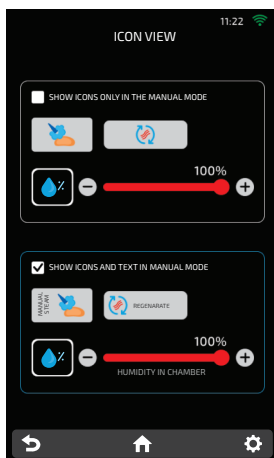 11:22
ICON VIEW
SHOW ICONS ONLY IN THE MANUAL MODE
100%
%
SHOW ICONS AND TEXT IN MANUAL MODE
MANUAL
STEAM
REGENARATE
100%
%
HUMIDITY IN CHAMBER